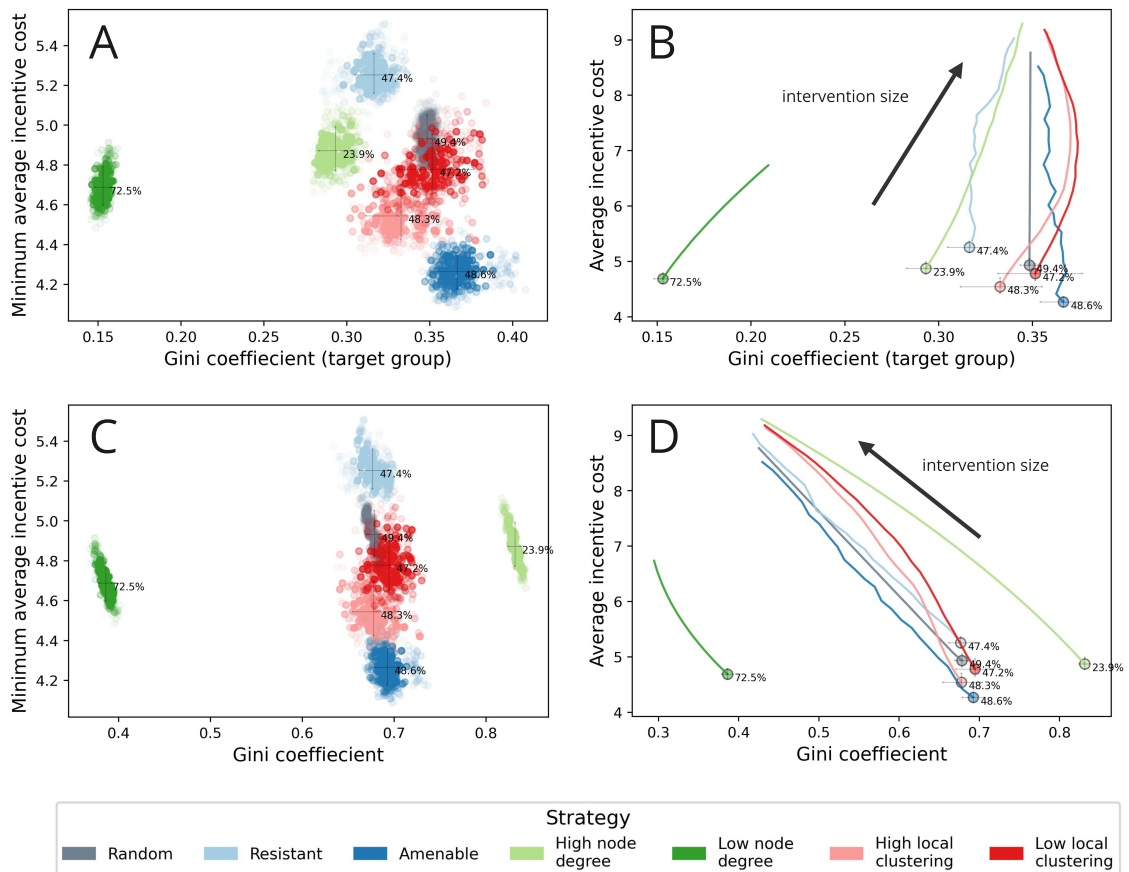 A
Minimum average incentive cost
5.4
5.2
5.0
4.8
4.6
4.4
4.2
47.4%
23.9%
49.4%
47.2%
72.5%
48.3%
48.6%
0.15
0.20
0.25
0.30
0.35
0.40
Gini coeffiecient (target group)
B
Average incentive cost
9
8
7
6
5
4
intervention size
47.4%
23.9%
49.4%
47.2%
72.5%
48.3%
48.6%
0.15
0.20
0.25
0.30
0.35
Gini coeffiecient (target group)
C
Minimum average incentive cost
5.4
5.2
5.0
4.8
4.6
4.4
4.2
47.4%
49.4%
23.9%
47.2%
72.5%
48.3%
48.6%
0.4
0.5
0.6
0.7
0.8
Gini coeffiecient
D
Average incentive cost
9
8
7
6
5
4
intervention size
47.4%
49.4%
23.9%
47.2%
72.5%
48.3%
48.6%
0.3
0.4
0.5
0.6
0.7
0.8
Gini coeffiecient
Strategy
Random
Resistant
Amenable
High node
degree
Low node
degree
High local
clustering
Low local
clustering